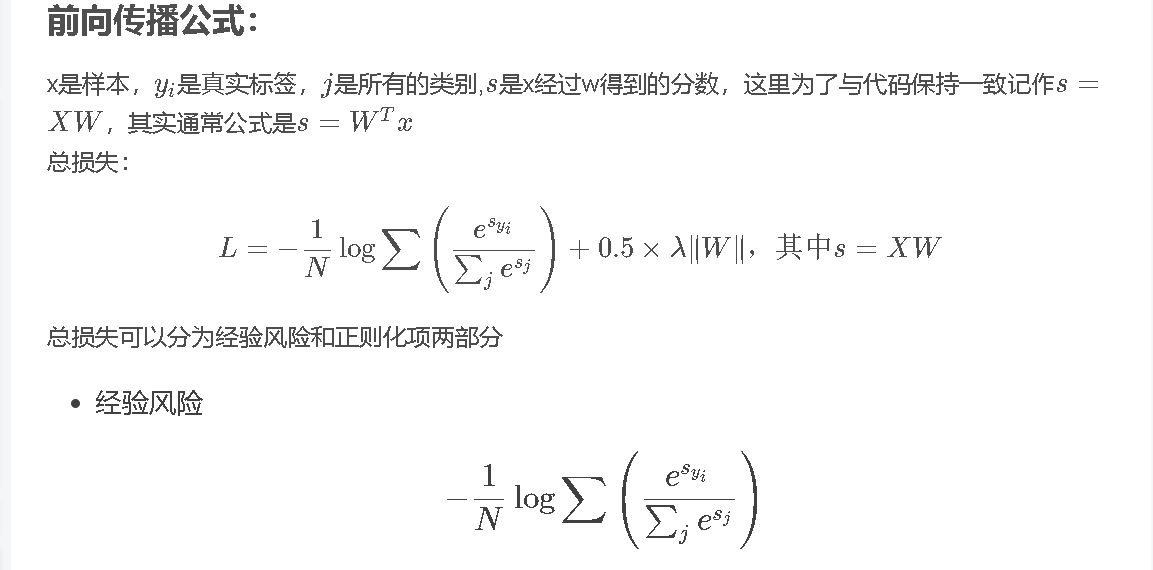 前向传播公式：
x是样本，$y_i$是真实标签，$j$是所有的类别,$s$是x经过w得到的分数，这里为了与代码保持一致记作$s =$
$XW$，其实通常公式是$s = W^T x$
总损失：
$L = -\frac{1}{N} \log \sum \left( \frac{e^{s_{y_i}}}{\sum_j e^{s_j}} \right) + 0.5 \times \lambda \|W\|$，其中$s = XW$
总损失可以分为经验风险和正则化项两部分
• 经验风险
$-\frac{1}{N} \log \sum \left( \frac{e^{s_{y_i}}}{\sum_j e^{s_j}} \right)$